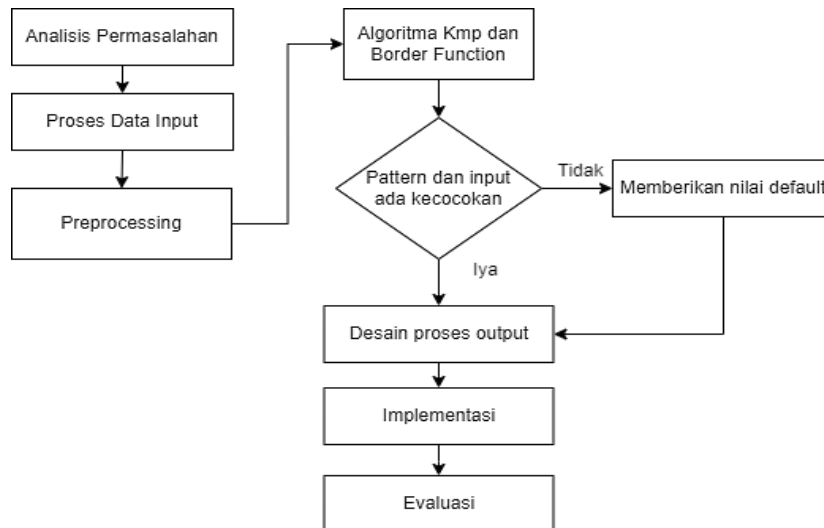 Analisis Permasalahan
Proses Data Input
Preprocessing
Algoritma Kmp dan
Border Function
Pattern dan input
ada kecocokan
Tidak
Memberikan nilai default
Iya
Desain proses output
Implementasi
Evaluasi